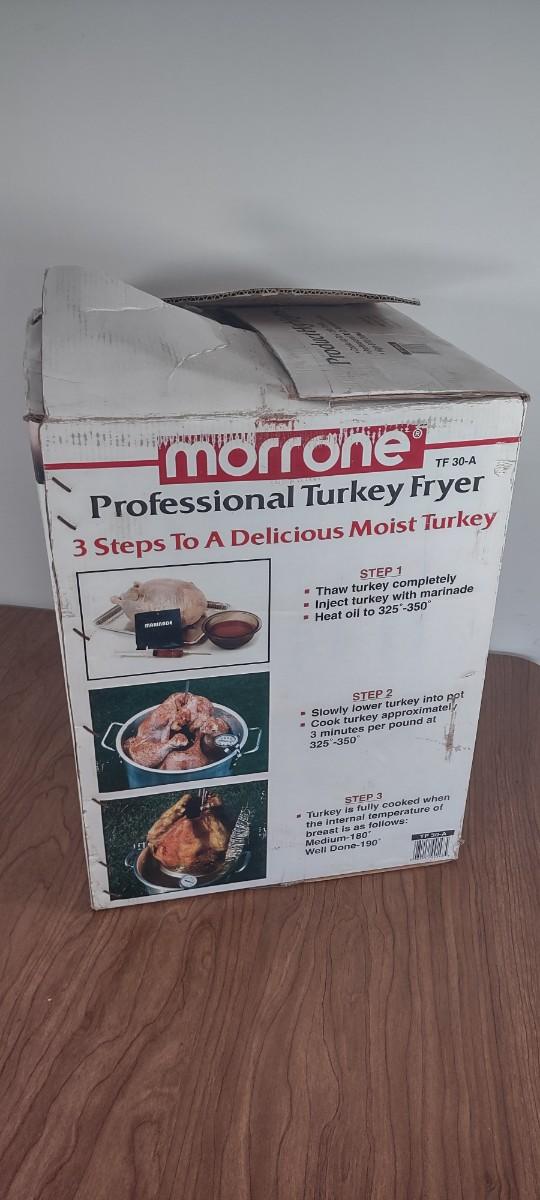 morrone®
TF 30-A
Professional Turkey Fryer
3 Steps To A Delicious Moist Turkey
STEP 1
▪ Thaw turkey completely
▪ Inject turkey with marinade
▪ Heat oil to 325°-350°
MARINADE
STEP 2
▪ Slowly lower turkey into pot
▪ Cook turkey approximately
3 minutes per pound at
325°-350°
STEP 3
▪ Turkey is fully cooked when
the internal temperature of
breast is as follows:
Medium-180°
Well Done-190°
TF 30-A